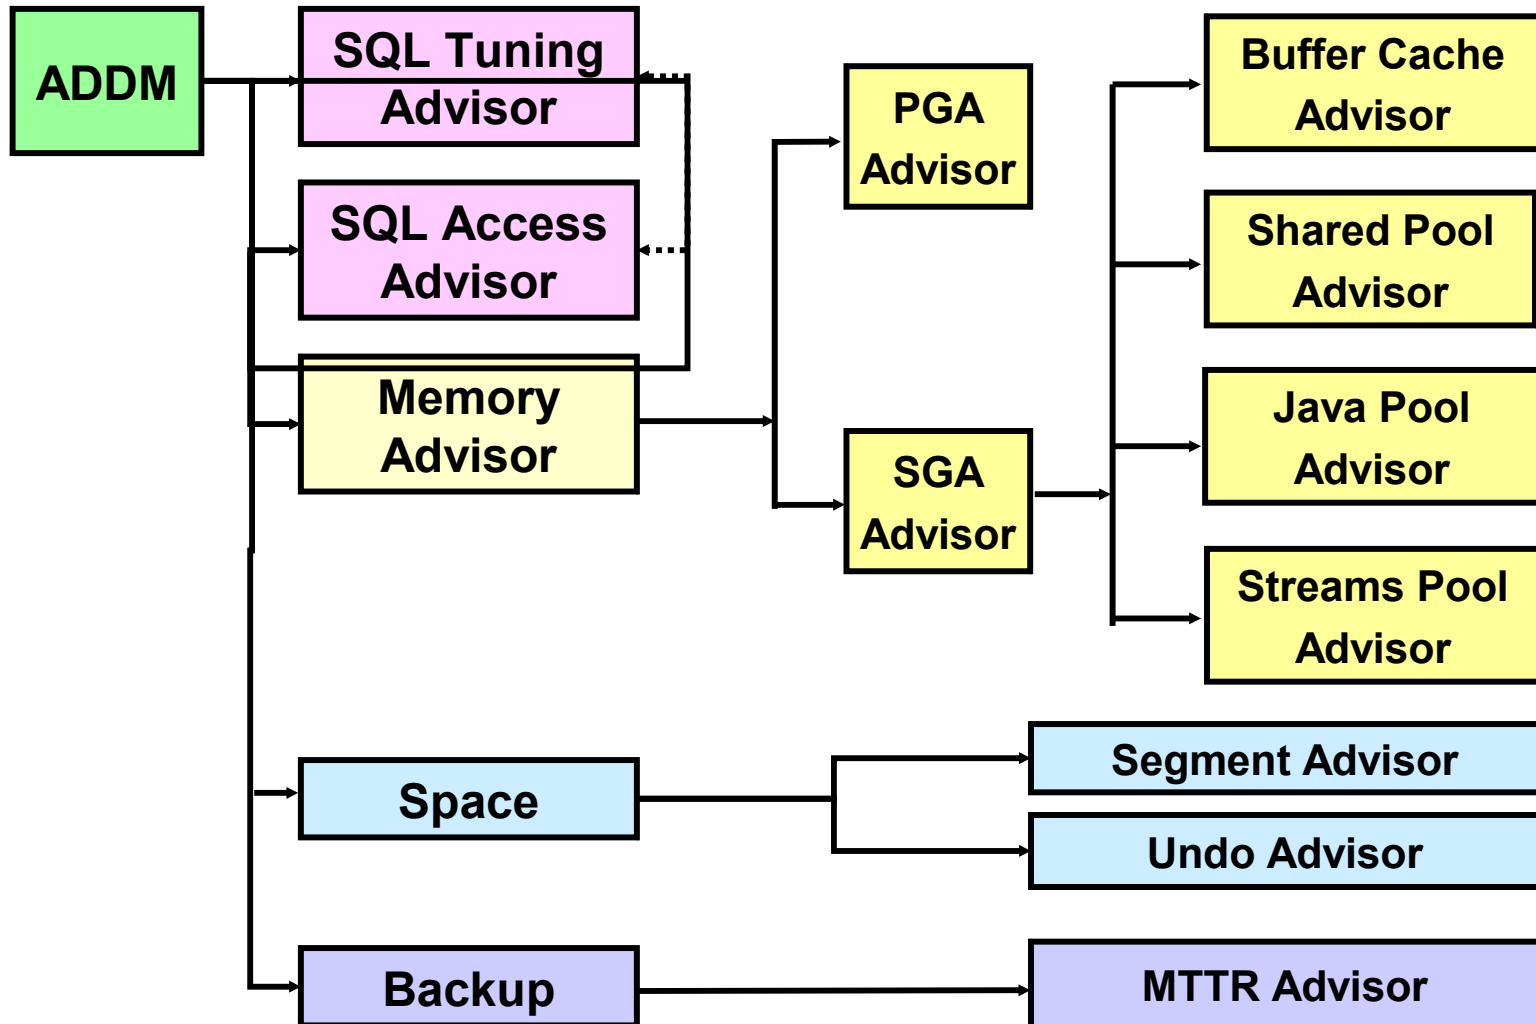 ADDM
SQL Tuning
Advisor
SQL Access
Advisor
Memory
Advisor
PGA
Advisor
SGA
Advisor
Buffer Cache
Advisor
Shared Pool
Advisor
Java Pool
Advisor
Streams Pool
Advisor
Space
Segment Advisor
Undo Advisor
Backup
MTTR Advisor